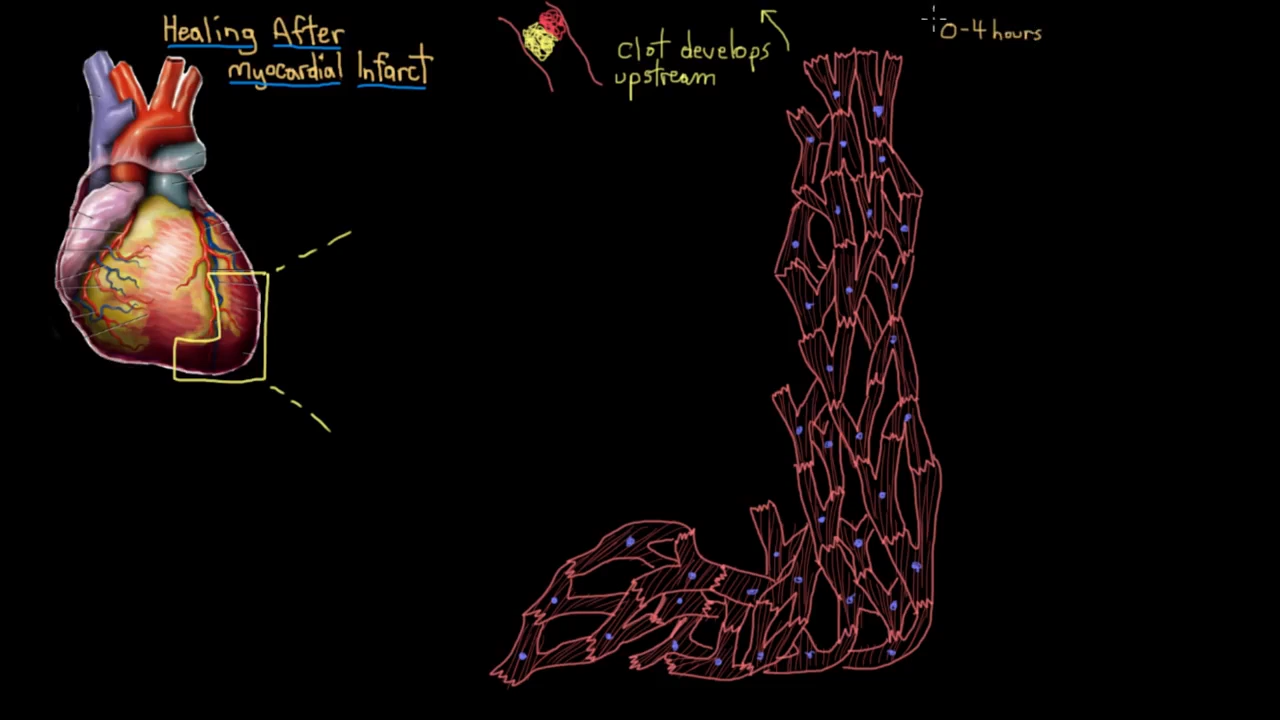 Healing After
Myocardial Infarct
Clot develops
upstream
0-4 hours